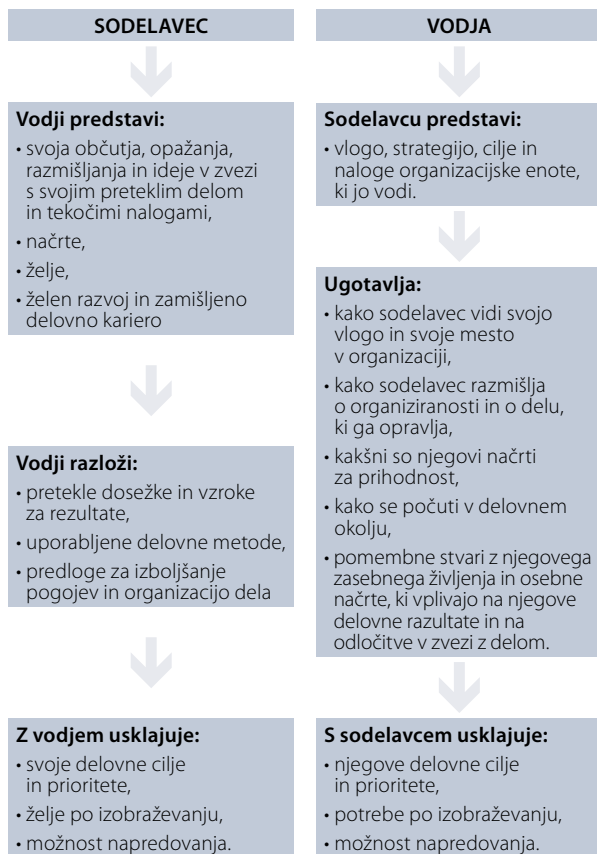 SODELAVEC
Vodji predstavi:
• svoja občutja, opažanja,
razmišljanja in ideje v zvezi
s svojim preteklim delom
in tekočimi nalogami,
• načrte,
• želje,
• želen razvoj in zamišljeno
delovno kariero
Vodji razloži:
• pretekle dosežke in vzroke
za rezultate,
• uporabljene delovne metode,
• predloge za izboljšanje
pogojev in organizacijo dela
Z vodjem usklajuje:
• svoje delovne cilje
in prioritete,
• želje po izobraževanju,
• možnost napredovanja.
VODJA
Sodelavcu predstavi:
• vlogo, strategijo, cilje in
naloge organizacijske enote,
ki jo vodi.
Ugotavlja:
• kako sodelavec vidi svojo
vlogo in svoje mesto
v organizaciji,
• kako sodelavec razmišlja
o organiziranosti in o delu,
ki ga opravlja,
• kakšni so njegovi načrti
za prihodnost,
• kako se počuti v delovnem
okolju,
• pomembne stvari z njegovega
zasebnega življenja in osebne
načrte, ki vplivajo na njegove
delovne razultate in na
odločitve v zvezi z delom.
S sodelavcem usklajuje:
• njegove delovne cilje
in prioritete,
• potrebe po izobraževanju,
• možnost napredovanja.